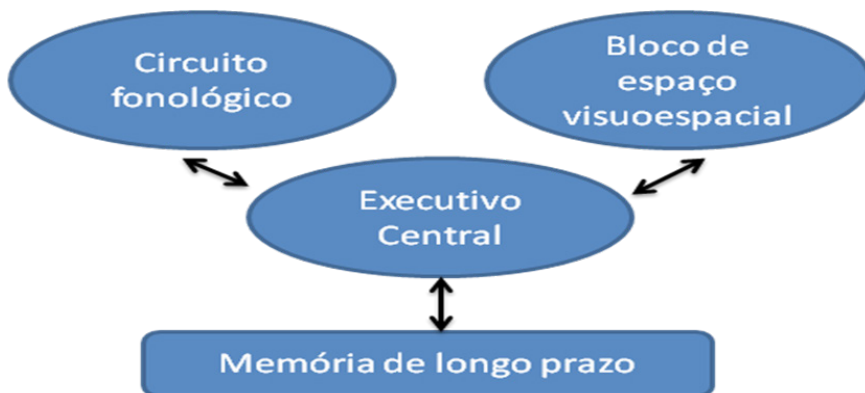 Circuito
fonológico
Bloco de
espaço
visuoespacial
Executivo
Central
Memória de longo prazo